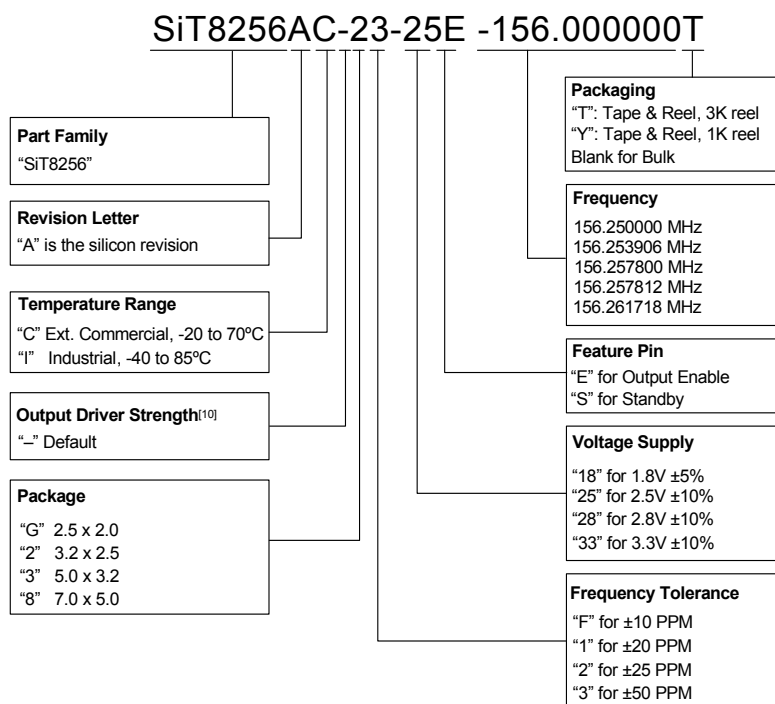 SiT8256AC-23-25E -156.000000T
Part Family
“SiT8256”
Revision Letter
“A” is the silicon revision
Temperature Range
“C” Ext. Commercial, -20 to 70ºC
“I” Industrial, -40 to 85ºC
Output Driver Strength[10]
“–” Default
Package
“G” 2.5 x 2.0
“2” 3.2 x 2.5
“3” 5.0 x 3.2
“8” 7.0 x 5.0
Packaging
“T”: Tape & Reel, 3K reel
“Y”: Tape & Reel, 1K reel
Blank for Bulk
Frequency
156.250000 MHz
156.253906 MHz
156.257800 MHz
156.257812 MHz
156.261718 MHz
Feature Pin
“E” for Output Enable
“S” for Standby
Voltage Supply
“18” for 1.8V ±5%
“25” for 2.5V ±10%
“28” for 2.8V ±10%
“33” for 3.3V ±10%
Frequency Tolerance
“F” for ±10 PPM
“1” for ±20 PPM
“2” for ±25 PPM
“3” for ±50 PPM